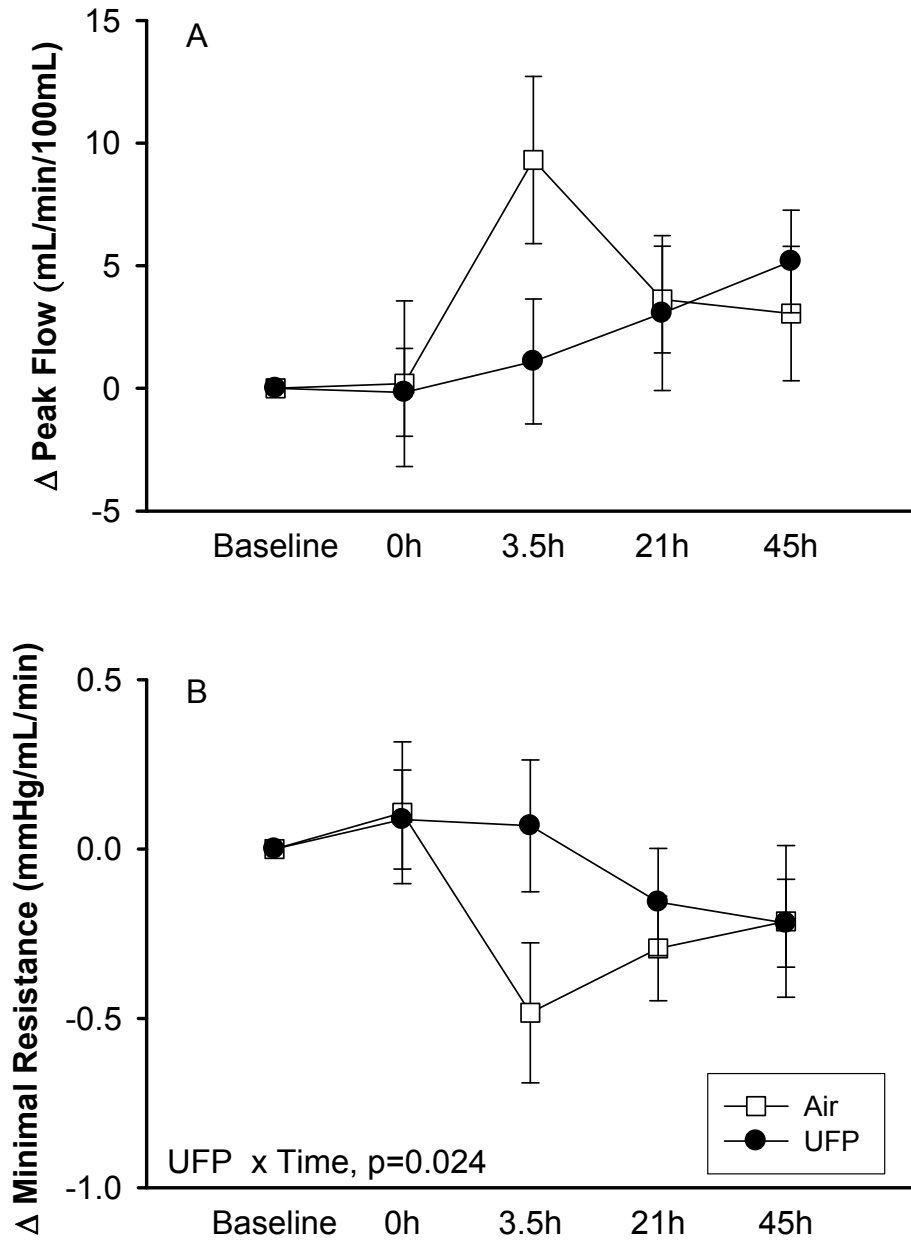 A
Δ Peak Flow (mL/min/100mL)
15
10
5
0
-5
Baseline 0h 3.5h 21h 45h
B
Δ Minimal Resistance (mmHg/mL/min)
0.5
0.0
-0.5
-1.0
Air
UFP
UFP x Time, p=0.024
Baseline 0h 3.5h 21h 45h